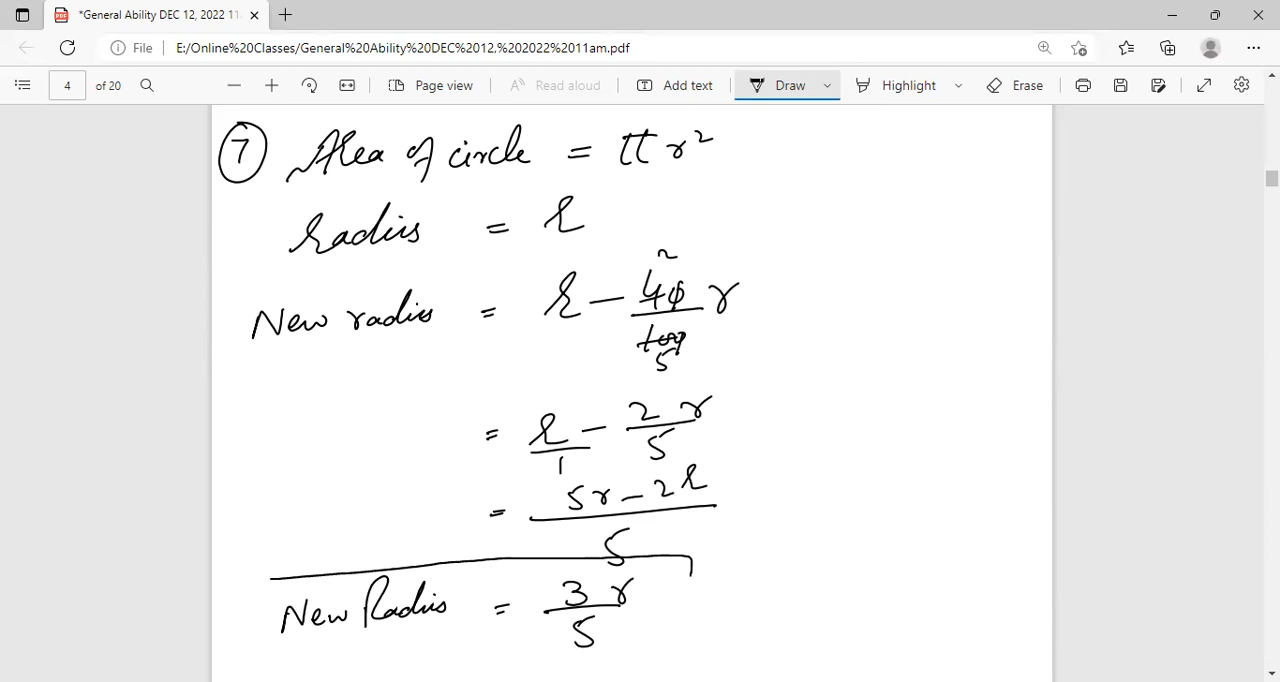 *General Ability DEC 12, 2022 11
File E:/Online%20Classes/General%20Ability%20DEC%2012.%202022%2011am.pdf
4 of 20 Page view Read aloud Add text Draw Highlight Erase
7 Area of circle = π r²
radius = r
New radius = r - 40/100 r
2
5
= r/1 - 2r/5
= 5r - 2r / 5
New Radius = 3r/5